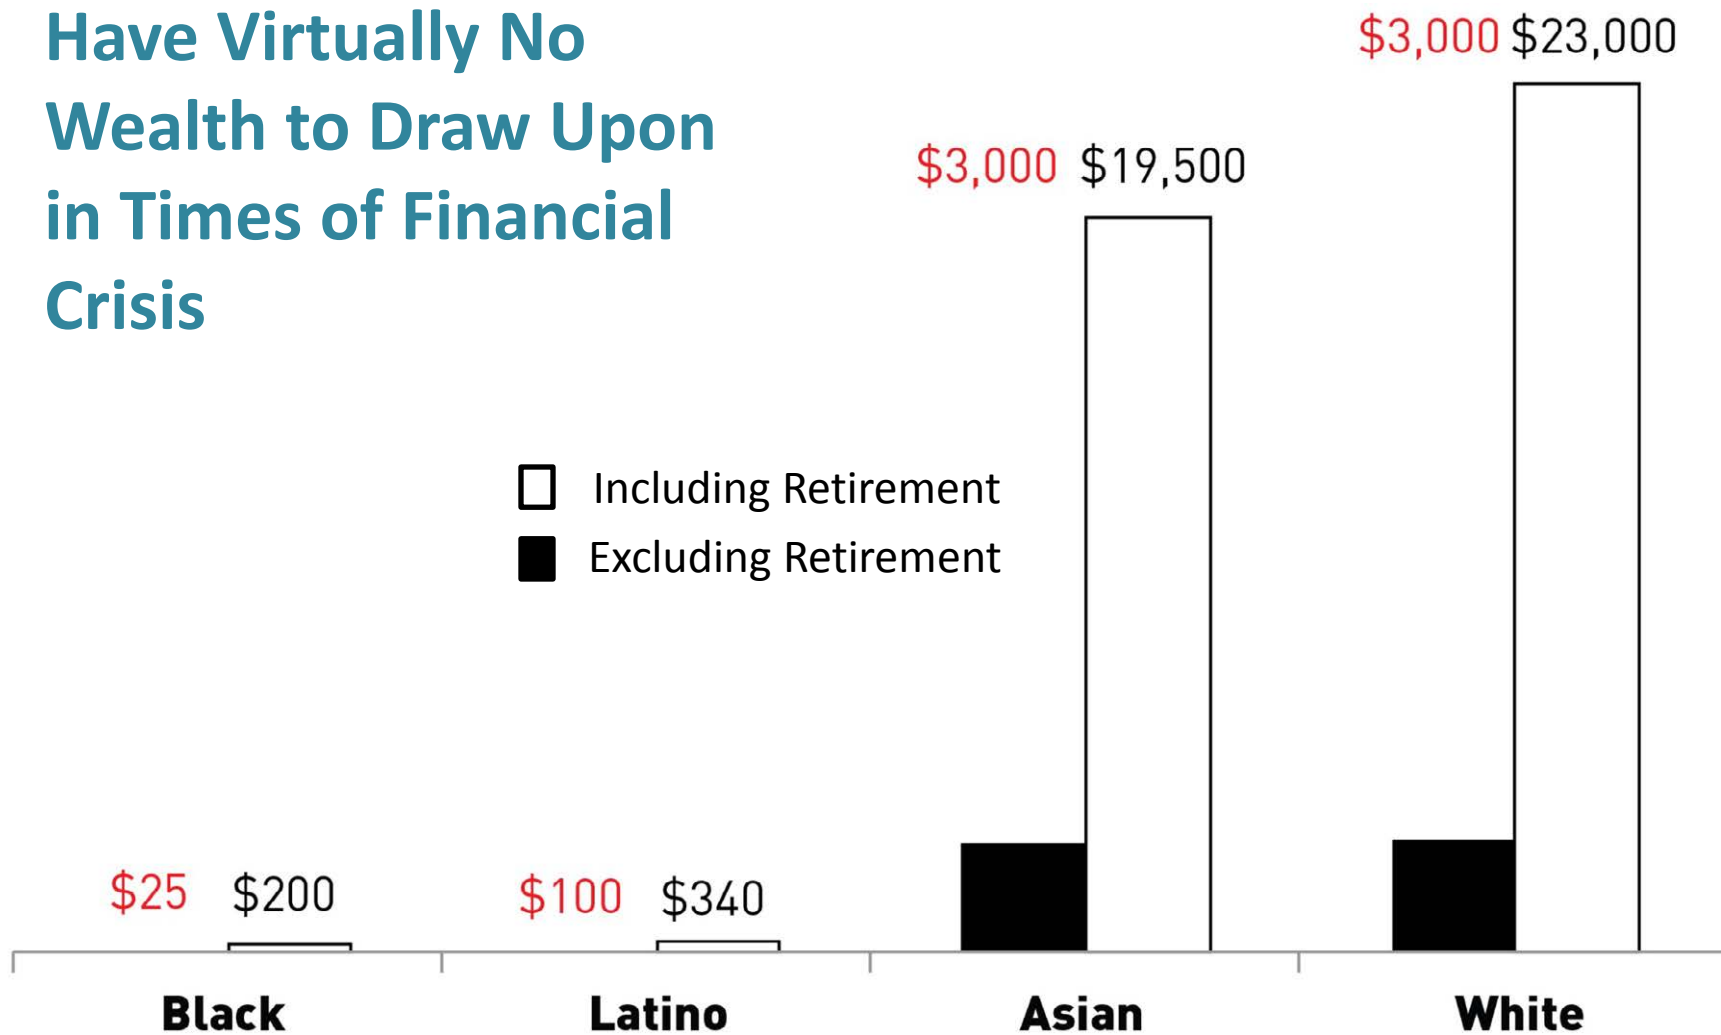 Have Virtually No
Wealth to Draw Upon
in Times of Financial
Crisis
$3,000 $23,000
$3,000 $19,500
Including Retirement
Excluding Retirement
$25 $200
$100 $340
Black Latino Asian White